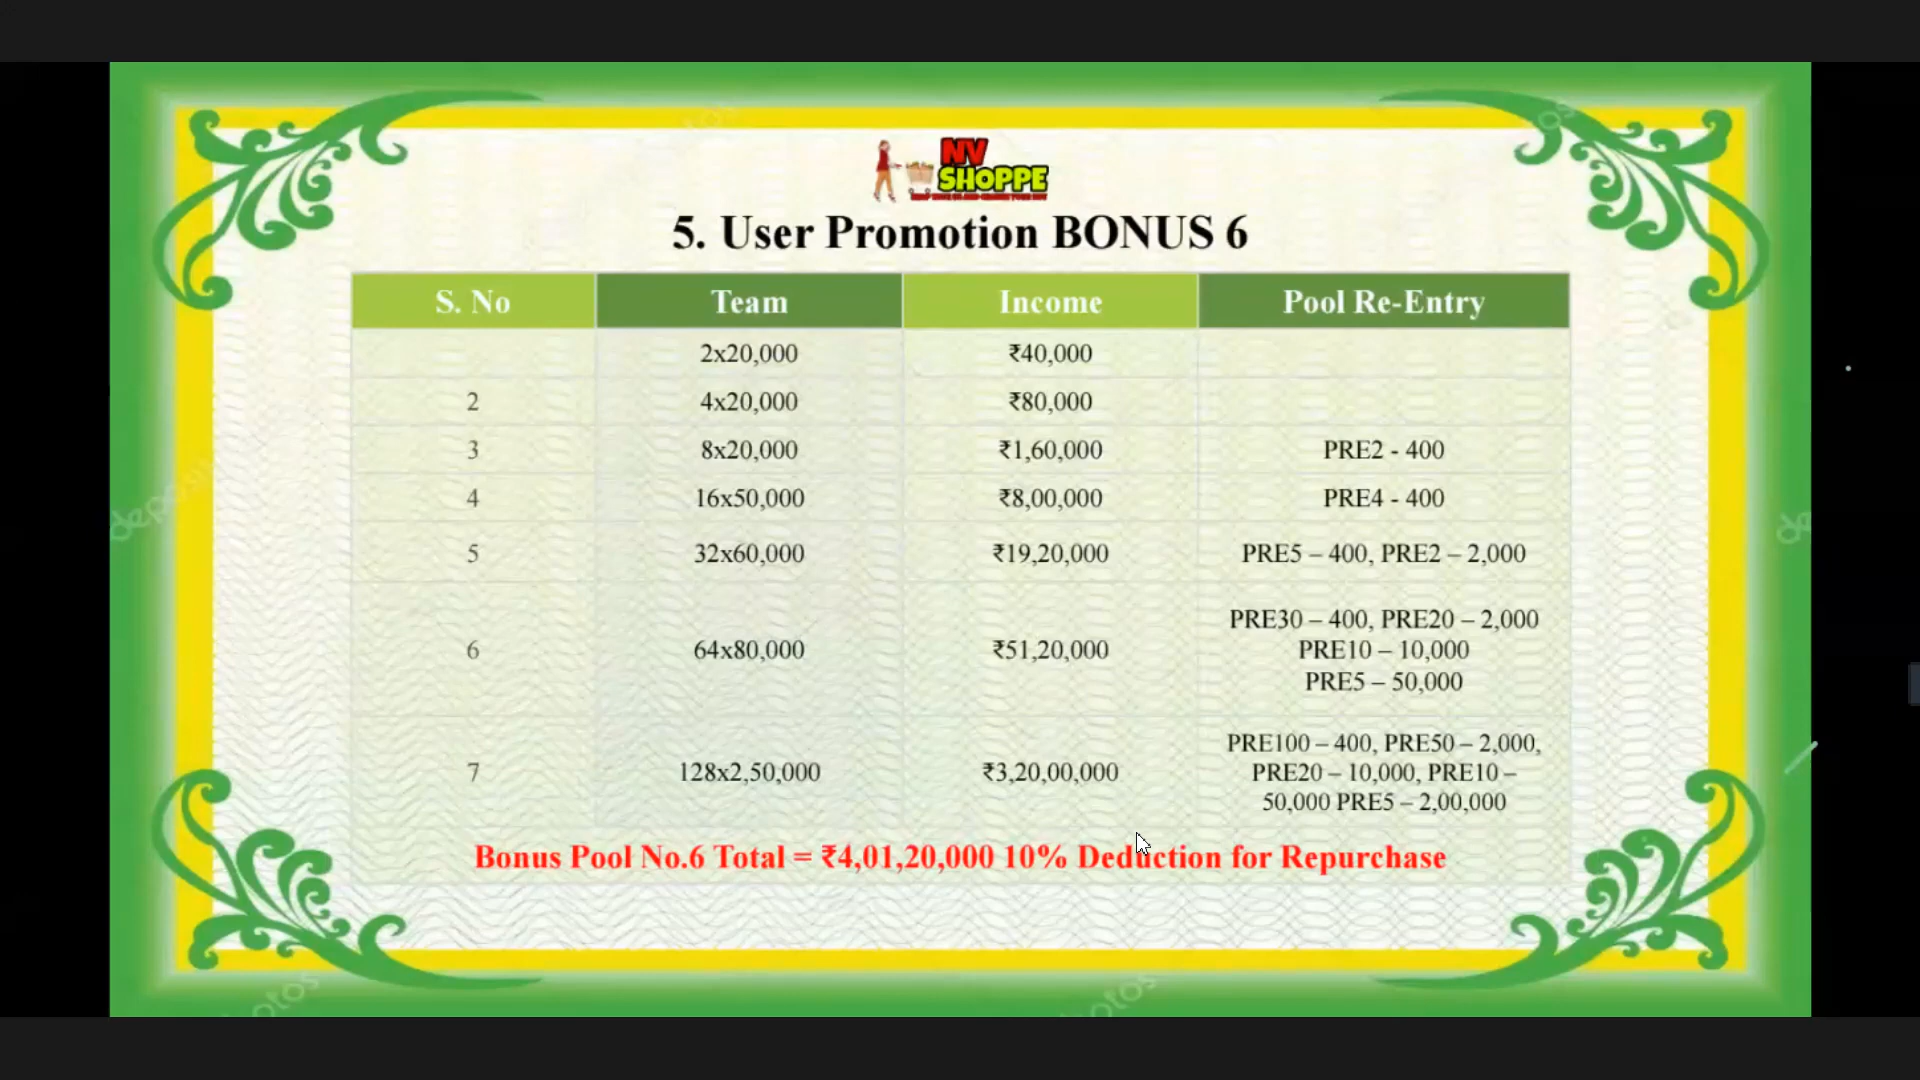 NV
SHOPPE
5. User Promotion BONUS 6
S. No Team Income Pool Re-Entry
2x20,000 ₹40,000
2 4x20,000 ₹80,000
3 8x20,000 ₹1,60,000 PRE2 - 400
4 16x50,000 ₹8,00,000 PRE4 - 400
5 32x60,000 ₹19,20,000 PRE5 – 400, PRE2 – 2,000
6 64x80,000 ₹51,20,000 PRE30 – 400, PRE20 – 2,000
PRE10 – 10,000
PRE5 – 50,000
7 128x2,50,000 ₹3,20,00,000 PRE100 – 400, PRE50 – 2,000,
PRE20 – 10,000, PRE10 –
50,000 PRE5 – 2,00,000
Bonus Pool No.6 Total = ₹4,01,20,000 10% Deduction for Repurchase